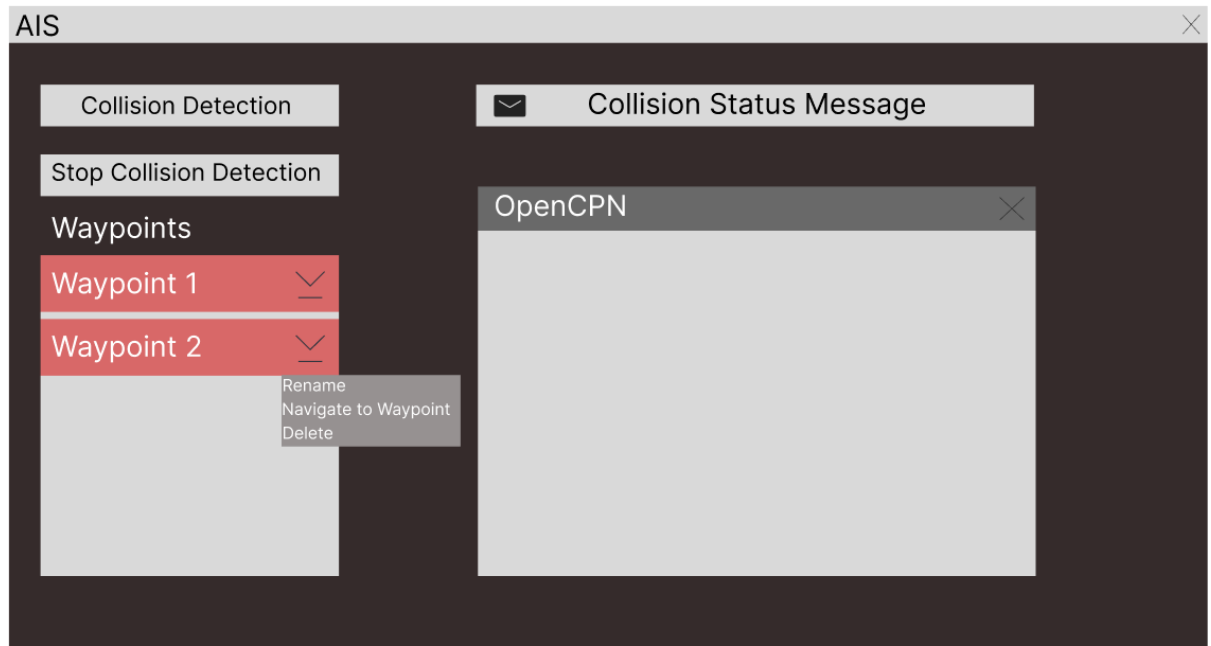 AIS
Collision Detection
Stop Collision Detection
Waypoints
Waypoint 1
Waypoint 2
Rename
Navigate to Waypoint
Delete
Collision Status Message
OpenCPN